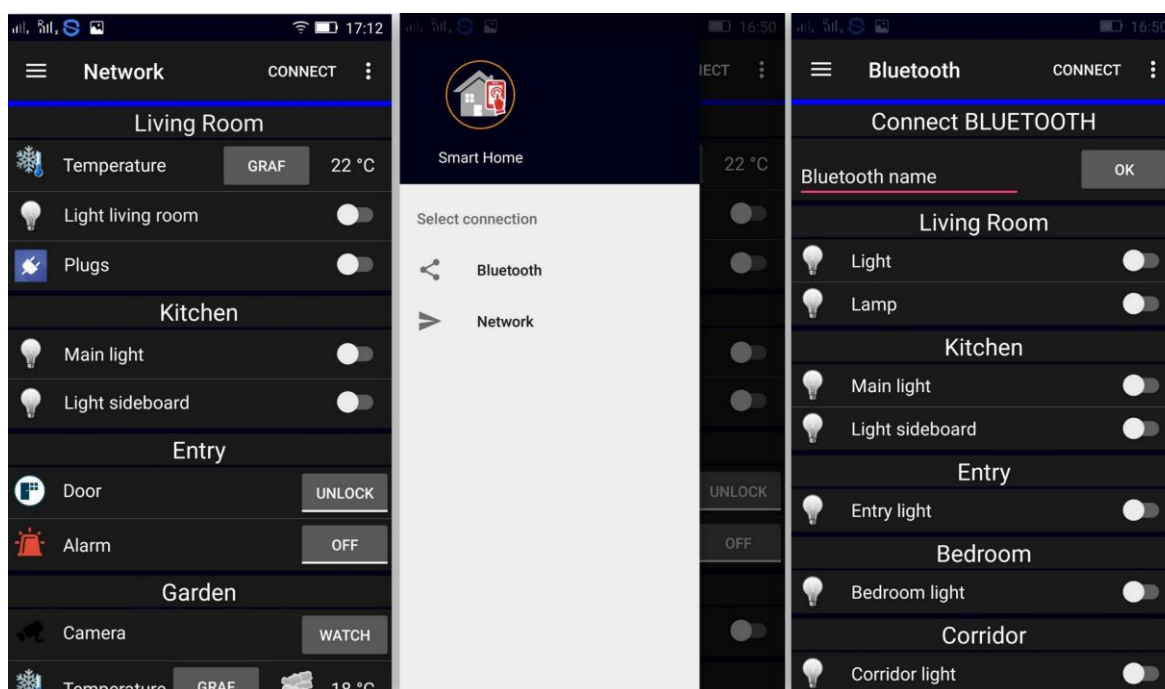 17:12
Network CONNECT
Living Room
Temperature GRAF 22 °C
Light living room
Plugs
Kitchen
Main light
Light sideboard
Entry
Door UNLOCK
Alarm OFF
Garden
Camera WATCH
Temperature GRAF 18 °C
16:50
NECT
Smart Home
22 °C
Select connection
Bluetooth
Network
UNLOCK
OFF
16:50
Bluetooth CONNECT
Connect BLUETOOTH
Bluetooth name OK
Living Room
Light
Lamp
Kitchen
Main light
Light sideboard
Entry
Entry light
Bedroom
Bedroom light
Corridor
Corridor light